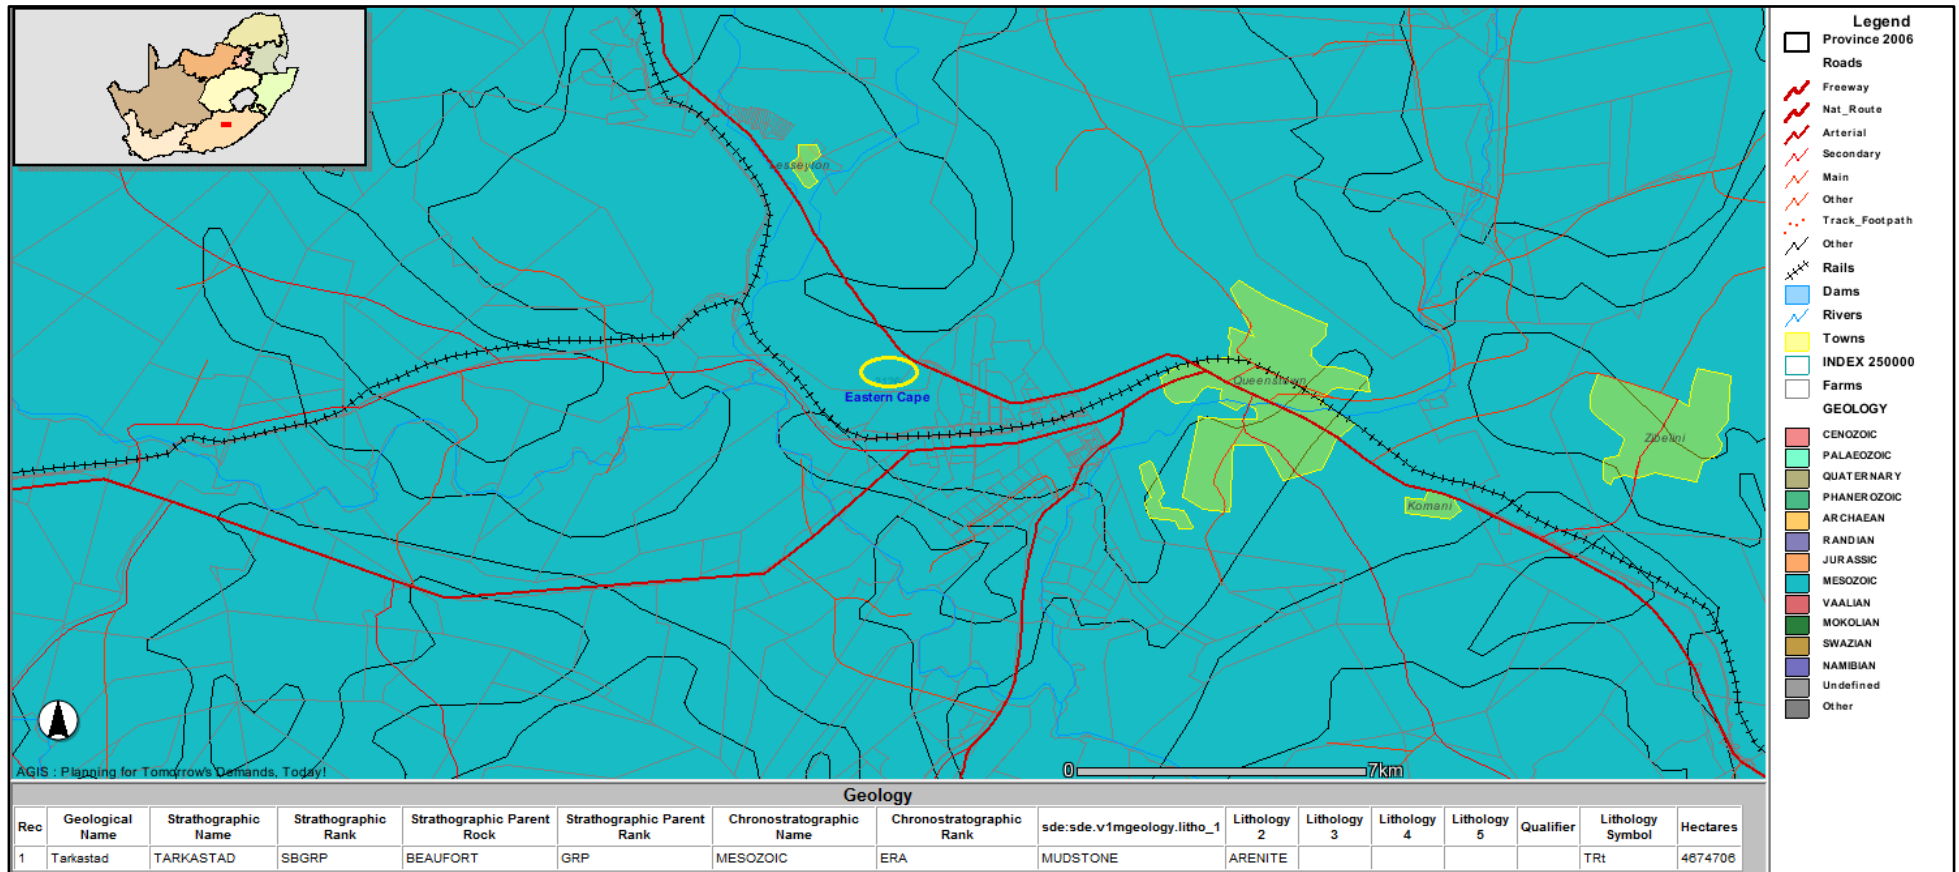 Lesseyton
Eastern Cape
Queenstown
Zibelini
Komani
AGIS : Planning for Tomorrow's Demands, Today!
0 7km
Legend
Province 2006
Roads
Freeway
Nat_Route
Arterial
Secondary
Main
Other
Track_Footpath
Other
Rails
Dams
Rivers
Towns
INDEX 250000
Farms
GEOLOGY
CENOZOIC
PALAEOZOIC
QUATERNARY
PHANEROZOIC
ARCHAEAN
RANDIAN
JURASSIC
MESOZOIC
VAALIAN
MOKOLIAN
SWAZIAN
NAMIBIAN
Undefined
Other
Geology
Rec Geological Name Strathographic Name Strathographic Rank Strathographic Parent Rock Strathographic Parent Rank Chronostratographic Name Chronostratographic Rank sde:sde.v1mgeology.litho_1 Lithology 2 Lithology 3 Lithology 4 Lithology 5 Qualifier Lithology Symbol Hectares
1 Tarkastad TARKASTAD SBGRP BEAUFORT GRP MESOZOIC ERA MUDSTONE ARENITE TRt 4674706